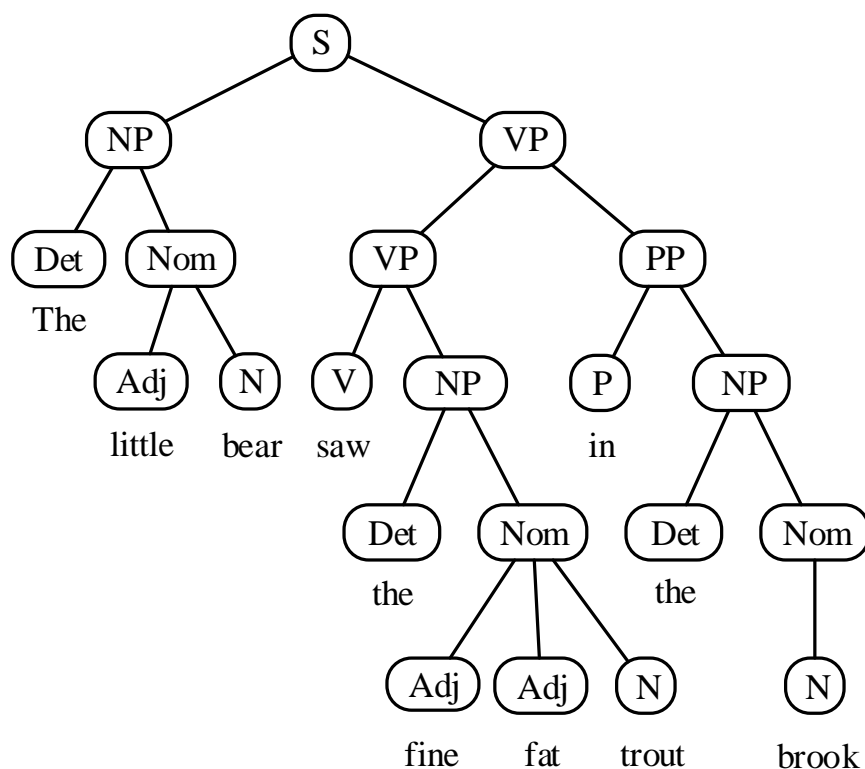 S
NP VP
Det Nom VP PP
The
Adj N V NP P NP
little bear saw in
Det Nom Det Nom
the the
Adj Adj N N
fine fat trout brook